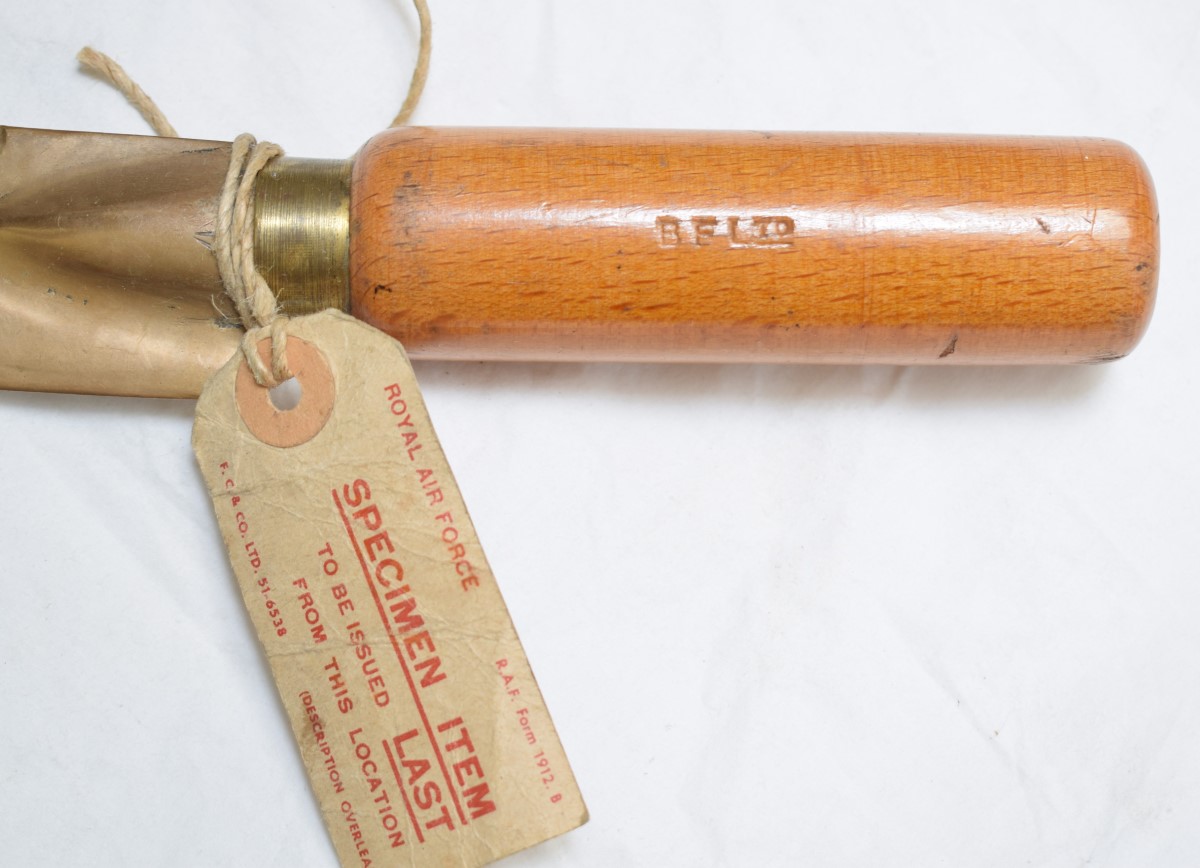 BFLTD
ROYAL AIR FORCE
R.A.F. Form 1912. B
SPECIMEN ITEM
TO BE ISSUED LAST
FROM THIS LOCATION
(DESCRIPTION OVERLEA
F. C. & CO. LTD. 51-6538